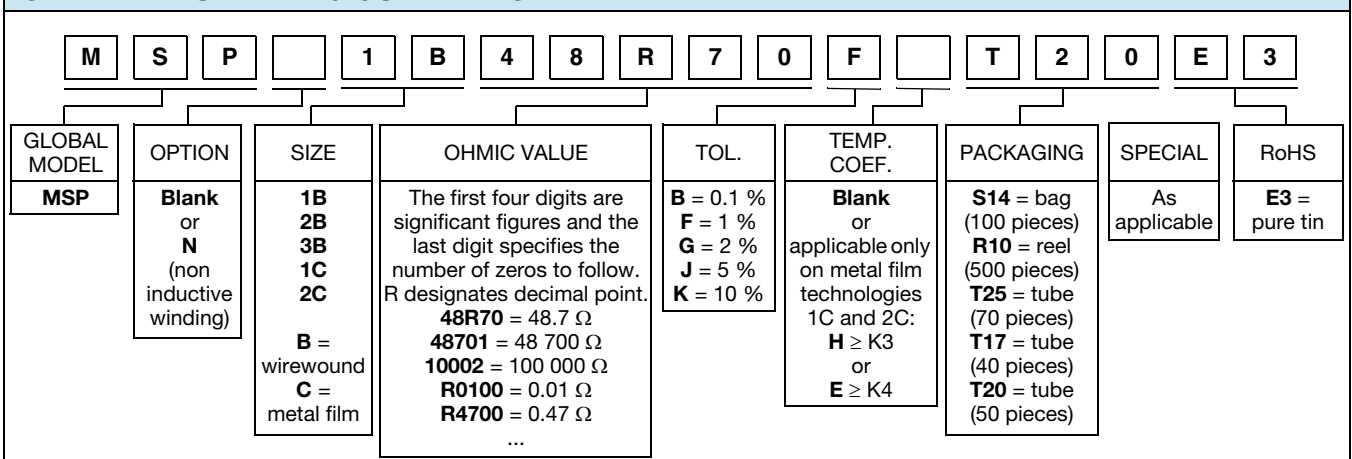 M S P 1 B 4 8 R 7 0 F T 2 0 E 3
GLOBAL
MODEL
MSP
OPTION
Blank
or
N
(non
inductive
winding)
SIZE
1B
2B
3B
1C
2C
B =
wirewound
C =
metal film
OHMIC VALUE
The first four digits are
significant figures and the
last digit specifies the
number of zeros to follow.
R designates decimal point.
48R70 = 48.7 Ω
48701 = 48 700 Ω
10002 = 100 000 Ω
R0100 = 0.01 Ω
R4700 = 0.47 Ω
...
TOL.
B = 0.1 %
F = 1 %
G = 2 %
J = 5 %
K = 10 %
TEMP.
COEF.
Blank
or
applicable only
on metal film
technologies
1C and 2C:
H ≥ K3
or
E ≥ K4
PACKAGING
S14 = bag
(100 pieces)
R10 = reel
(500 pieces)
T25 = tube
(70 pieces)
T17 = tube
(40 pieces)
T20 = tube
(50 pieces)
SPECIAL
As
applicable
RoHS
E3 =
pure tin